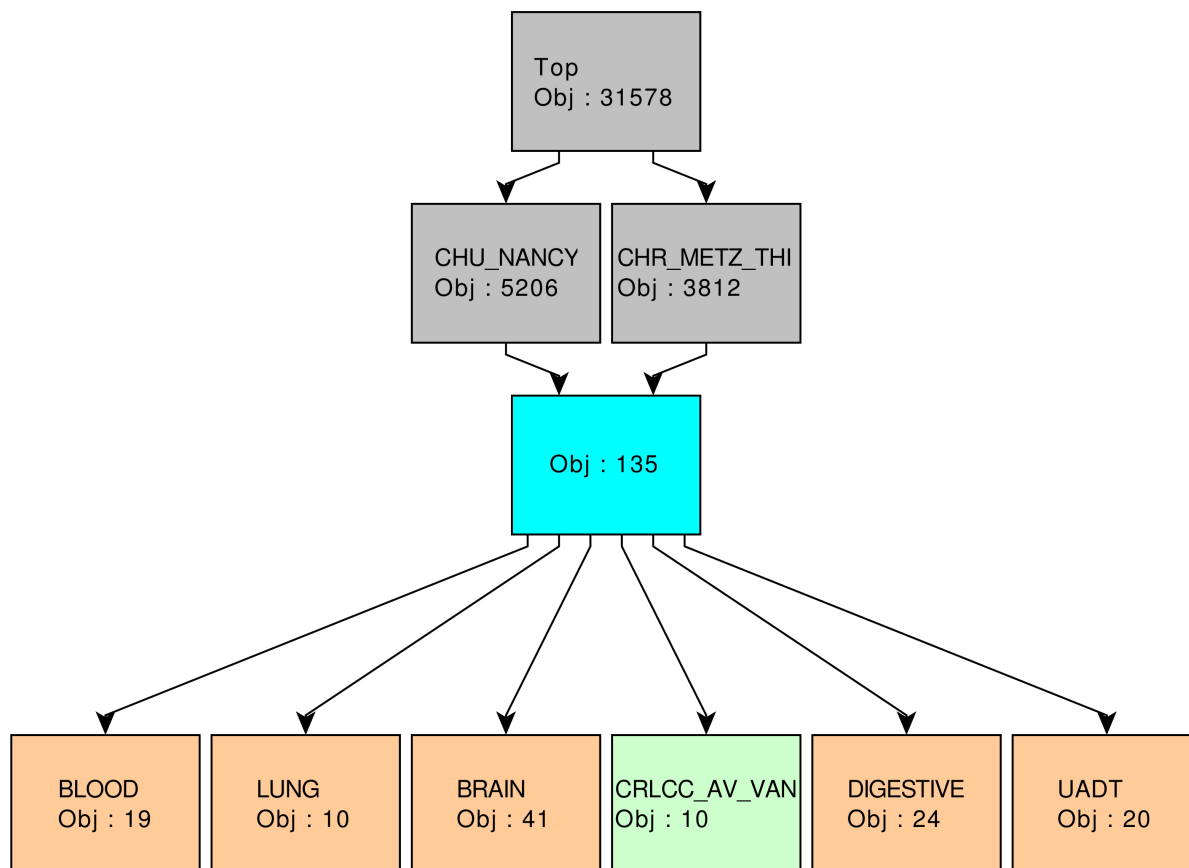 Top
Obj : 31578
CHU_NANCY
Obj : 5206
CHR_METZ_THI
Obj : 3812
Obj : 135
BLOOD
Obj : 19
LUNG
Obj : 10
BRAIN
Obj : 41
CRLCC_AV_VAN
Obj : 10
DIGESTIVE
Obj : 24
UADT
Obj : 20